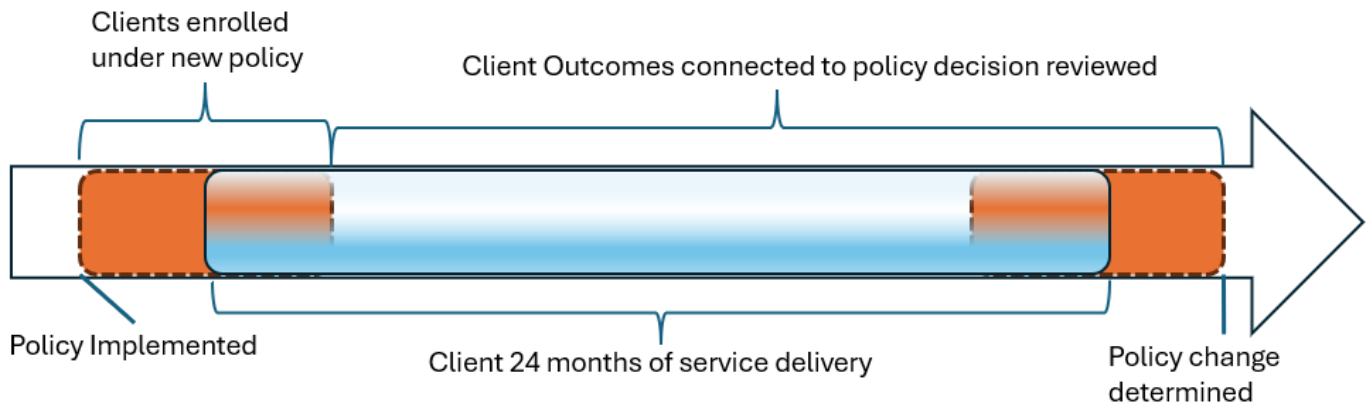 Clients enrolled
under new policy
Client Outcomes connected to policy decision reviewed
Policy Implemented
Client 24 months of service delivery
Policy change
determined